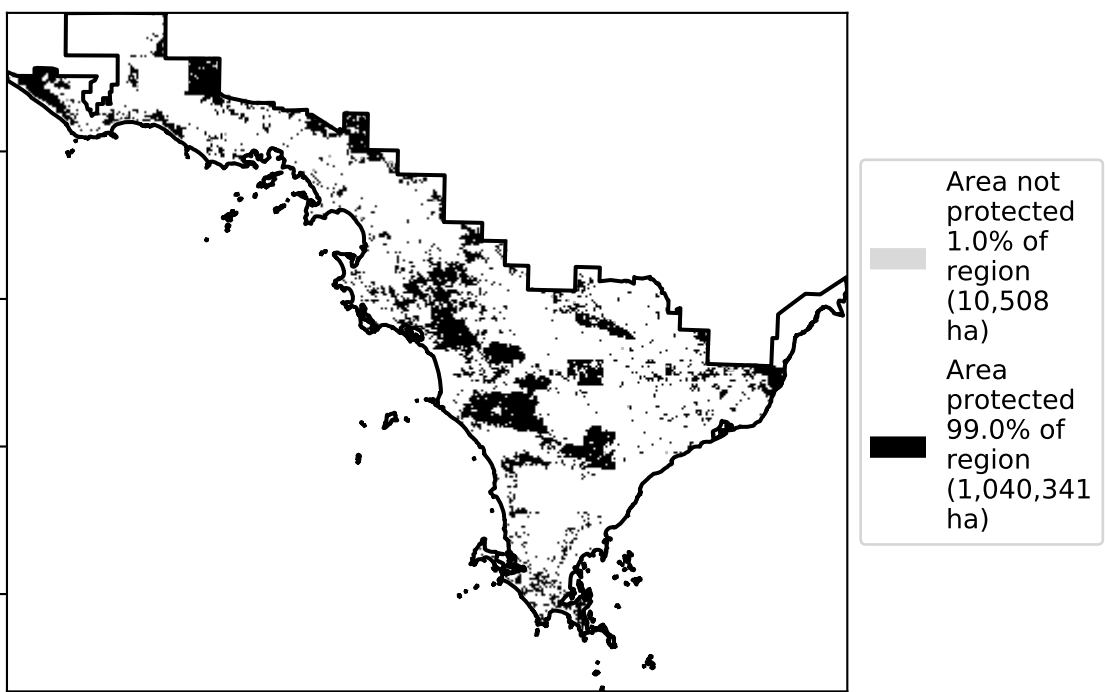 Area not
protected
1.0% of
region
(10,508
ha)
Area
protected
99.0% of
region
(1,040,341
ha)